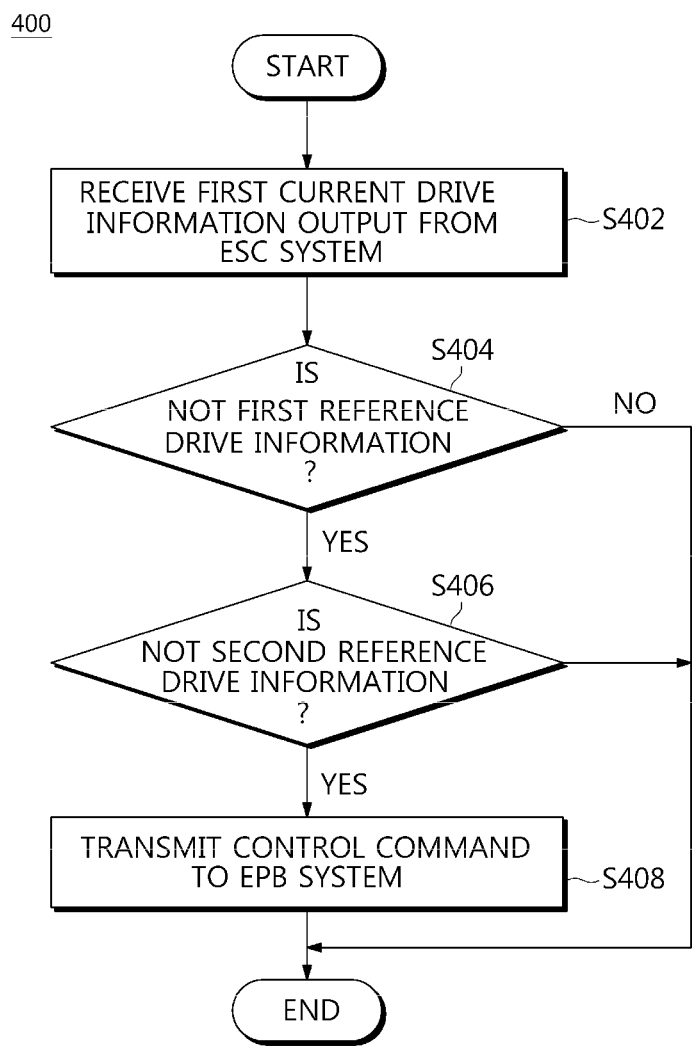 400
START
RECEIVE FIRST CURRENT DRIVE
INFORMATION OUTPUT FROM
ESC SYSTEM
S402
S404
IS
NOT FIRST REFERENCE
DRIVE INFORMATION
?
NO
YES
S406
IS
NOT SECOND REFERENCE
DRIVE INFORMATION
?
YES
TRANSMIT CONTROL COMMAND
TO EPB SYSTEM
S408
END